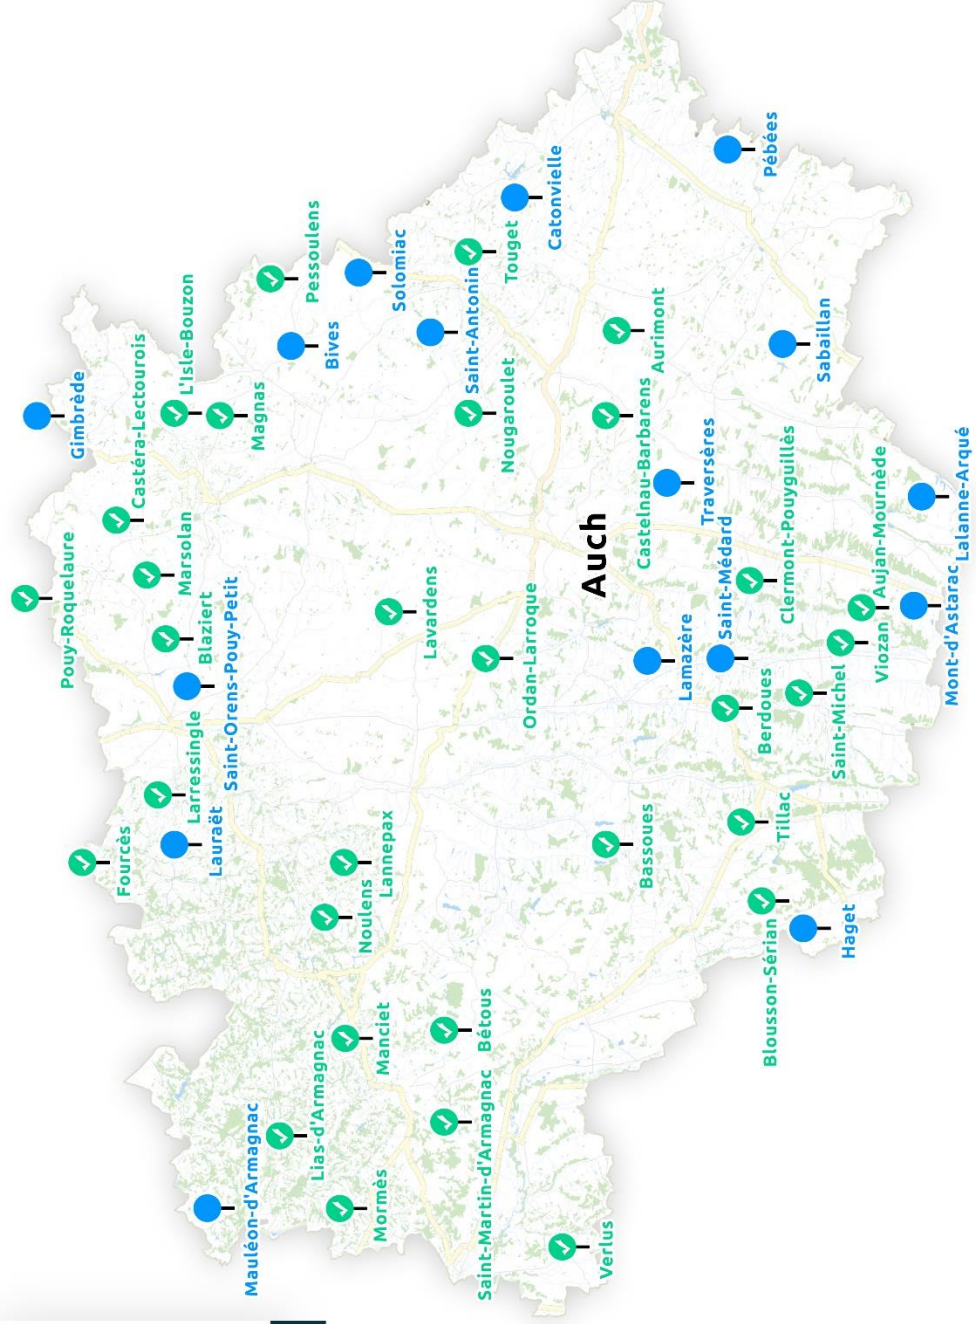 Pouy-Roquelaure
Gimbrède
Fourcès
Castéra-Lectourois
Marsolan
L'Isle-Bouzon
Larressingle
Blaziert
Lauraët
Saint-Orens-Pouy-Petit
Mauléon-d'Armagnac
Magnas
Pessoulens
Lias-d'Armagnac
Bives
Noulens
Mormès
Manciet
Lannepax
Solomiac
Lavardens
Saint-Antonin
Saint-Martin-d'Armagnac
Bétous
Nougaroulet
Touget
Ordan-Larroque
Catonvielle
Auch
Verlus
Castelnau-Barbarens
Bassoues
Aurimont
Lamazère
Traversères
Saint-Médard
Berdoues
Blousson-Sérian
Pébées
Tillac
Clermont-Pouyguillès
Sabaillan
Saint-Michel
Haget
Viozan
Aujan-Mournède
Mont-d'Astarac
Lalanne-Arqué